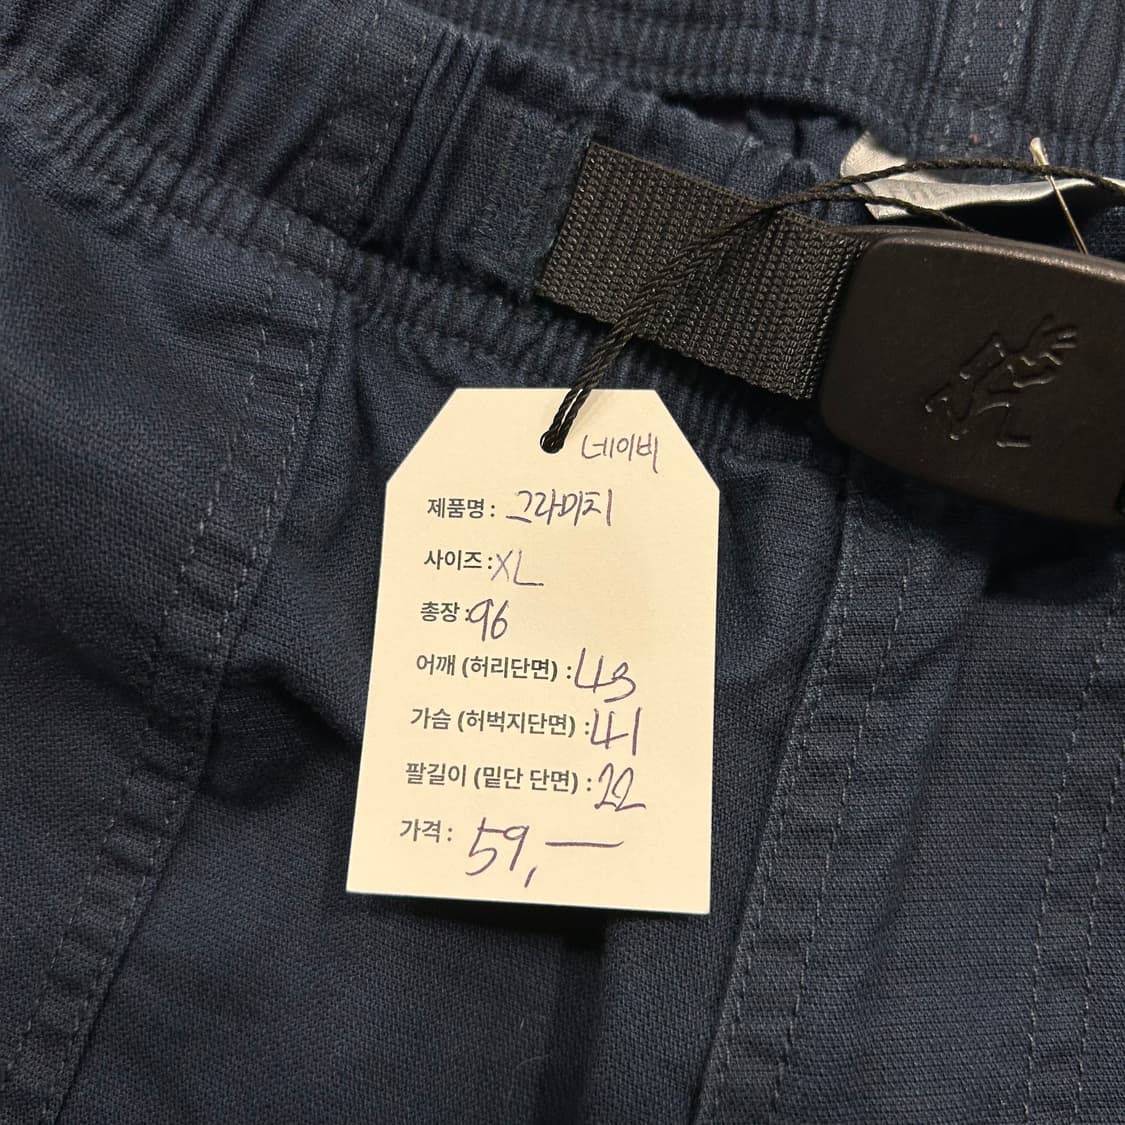 네이비
제품명 : 그라미치
사이즈 : XL
총장 : 96
어깨 (허리단면) : 43
가슴 (허벅지단면) : 41
팔길이 (밑단 단면) : 22
가격 : 59,—